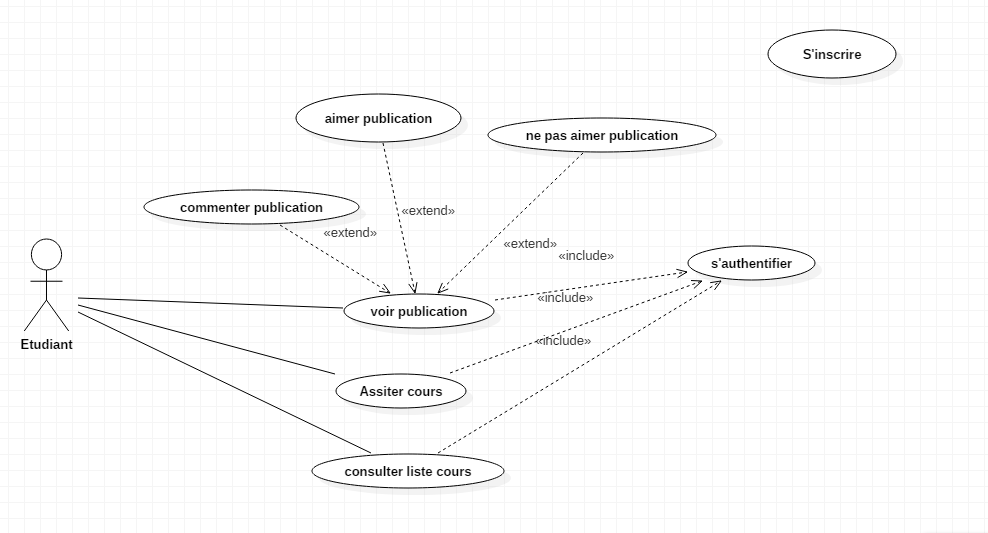 S'inscrire
aimer publication
ne pas aimer publication
commenter publication
«extend»
«extend»
«extend»
«include»
s'authentifier
«include»
voir publication
«include»
Etudiant
Assiter cours
consulter liste cours